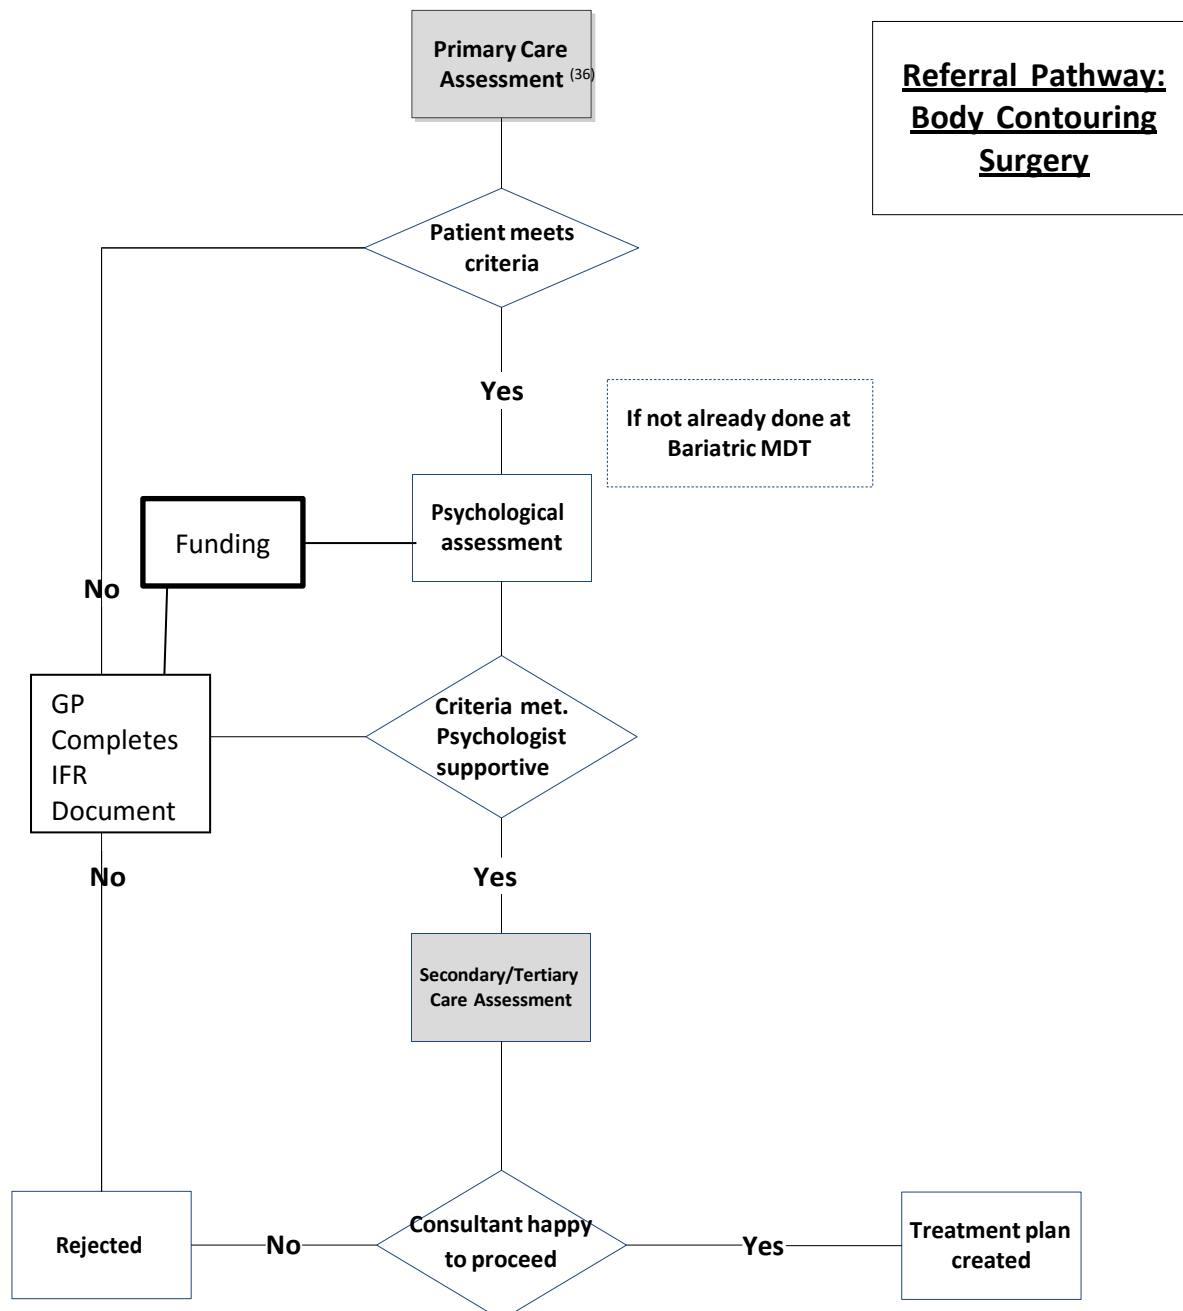 Primary Care
Assessment (36)
Referral Pathway:
Body Contouring
Surgery
Patient meets
criteria
Yes
If not already done at
Bariatric MDT
Psychological
assessment
Funding
No
GP
Completes
IFR
Document
Criteria met.
Psychologist
supportive
No
Yes
Secondary/Tertiary
Care Assessment
Rejected
No
Consultant happy
to proceed
Yes
Treatment plan
created